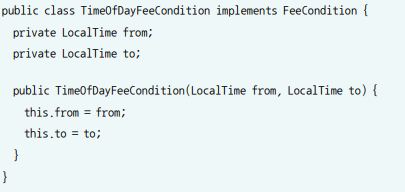 public class TimeOfDayFeeCondition implements FeeCondition {
  private LocalTime from;
  private LocalTime to;

  public TimeOfDayFeeCondition(LocalTime from, LocalTime to) {
    this.from = from;
    this.to = to;
  }
}